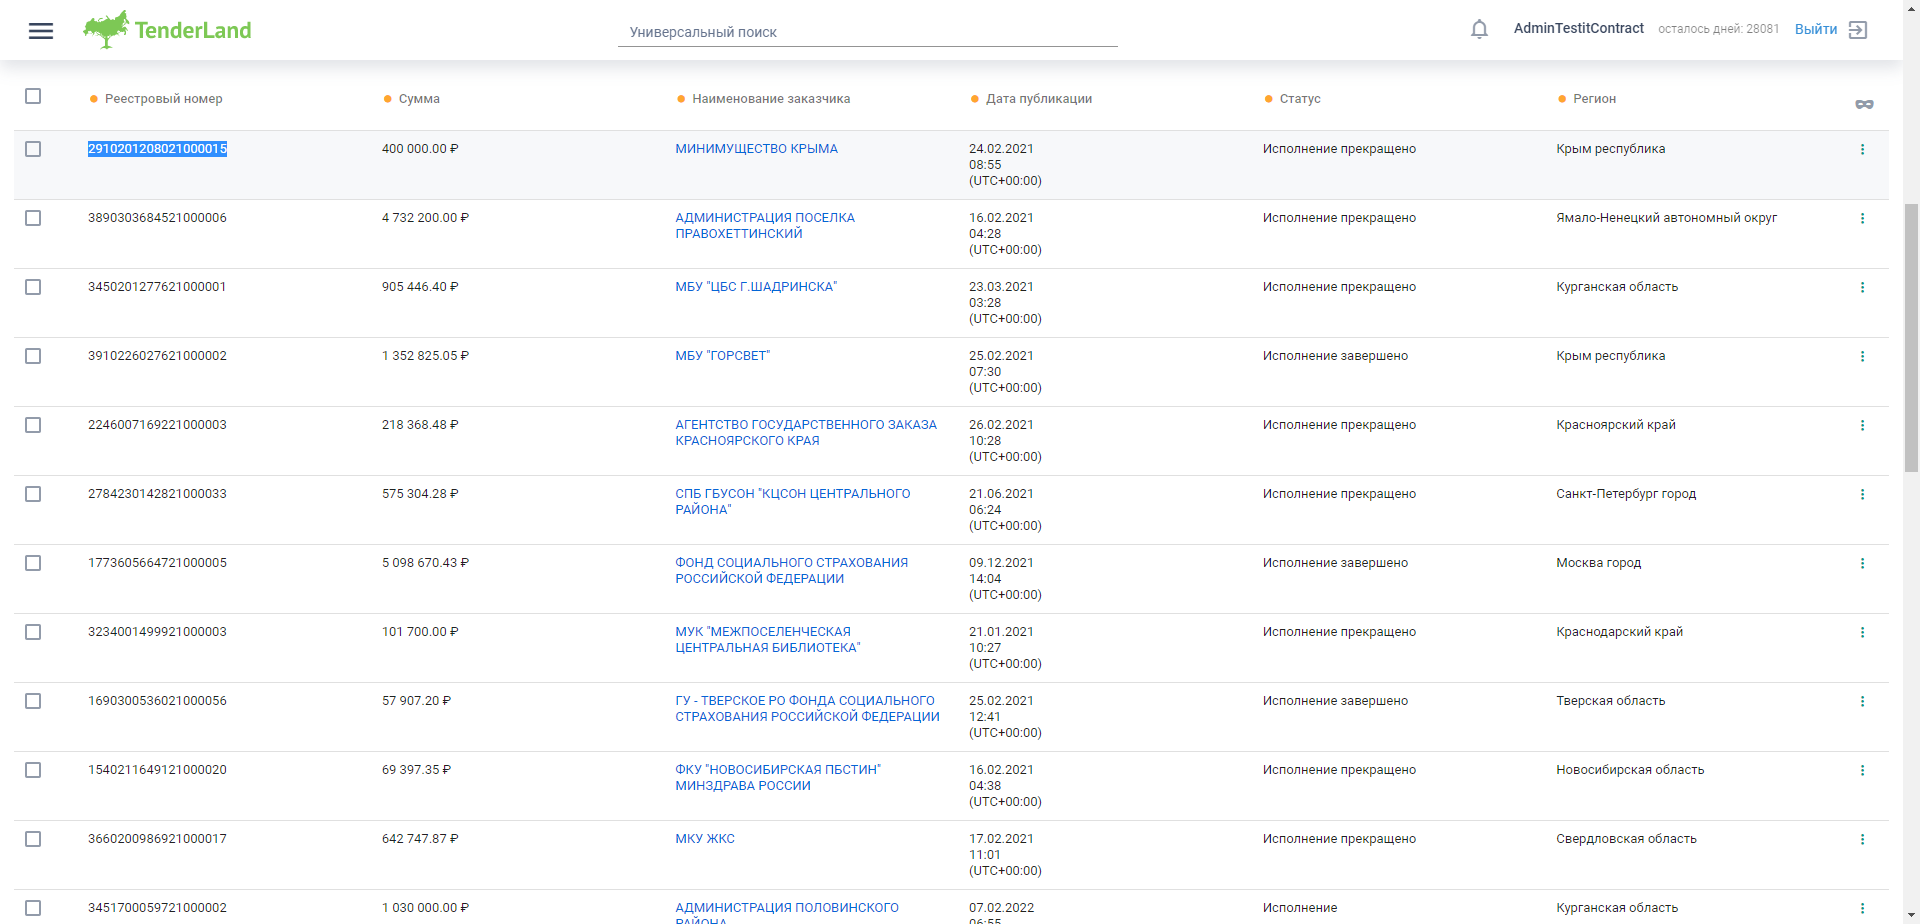 TenderLand
Универсальный поиск
AdminTestitContract
осталось дней: 28081
Выйти
Реестровый номер
Сумма
Наименование заказчика
Дата публикации
Статус
Регион
2910201208021000015
400 000.00 ₽
МИНИМУЩЕСТВО КРЫМА
24.02.2021
08:55
(UTC+00:00)
Исполнение прекращено
Крым республика
3890303684521000006
4 732 200.00 ₽
АДМИНИСТРАЦИЯ ПОСЕЛКА
ПРАВОХЕТТИНСКИЙ
16.02.2021
04:28
(UTC+00:00)
Исполнение прекращено
Ямало-Ненецкий автономный округ
3450201277621000001
905 446.40 ₽
МБУ "ЦБС Г.ШАДРИНСКА"
23.03.2021
03:28
(UTC+00:00)
Исполнение прекращено
Курганская область
3910226027621000002
1 352 825.05 ₽
МБУ "ГОРСВЕТ"
25.02.2021
07:30
(UTC+00:00)
Исполнение завершено
Крым республика
2246007169221000003
218 368.48 ₽
АГЕНТСТВО ГОСУДАРСТВЕННОГО ЗАКАЗА
КРАСНОЯРСКОГО КРАЯ
26.02.2021
10:28
(UTC+00:00)
Исполнение прекращено
Красноярский край
2784230142821000033
575 304.28 ₽
СПБ ГБУСОН "КЦСОН ЦЕНТРАЛЬНОГО
РАЙОНА"
21.06.2021
06:24
(UTC+00:00)
Исполнение прекращено
Санкт-Петербург город
1773605664721000005
5 098 670.43 ₽
ФОНД СОЦИАЛЬНОГО СТРАХОВАНИЯ
РОССИЙСКОЙ ФЕДЕРАЦИИ
09.12.2021
14:04
(UTC+00:00)
Исполнение завершено
Москва город
3234001499921000003
101 700.00 ₽
МУК "МЕЖПОСЕЛЕНЧЕСКАЯ
ЦЕНТРАЛЬНАЯ БИБЛИОТЕКА"
21.01.2021
10:27
(UTC+00:00)
Исполнение прекращено
Краснодарский край
1690300536021000056
57 907.20 ₽
ГУ - ТВЕРСКОЕ РО ФОНДА СОЦИАЛЬНОГО
СТРАХОВАНИЯ РОССИЙСКОЙ ФЕДЕРАЦИИ
25.02.2021
12:41
(UTC+00:00)
Исполнение завершено
Тверская область
1540211649121000020
69 397.35 ₽
ФКУ "НОВОСИБИРСКАЯ ПБСТИН"
МИНЗДРАВА РОССИИ
16.02.2021
04:38
(UTC+00:00)
Исполнение прекращено
Новосибирская область
3660200986921000017
642 747.87 ₽
МКУ ЖКС
17.02.2021
11:01
(UTC+00:00)
Исполнение прекращено
Свердловская область
3451700059721000002
1 030 000.00 ₽
АДМИНИСТРАЦИЯ ПОЛОВИНСКОГО
РАЙОНА
07.02.2022
06:55
Исполнение
Курганская область